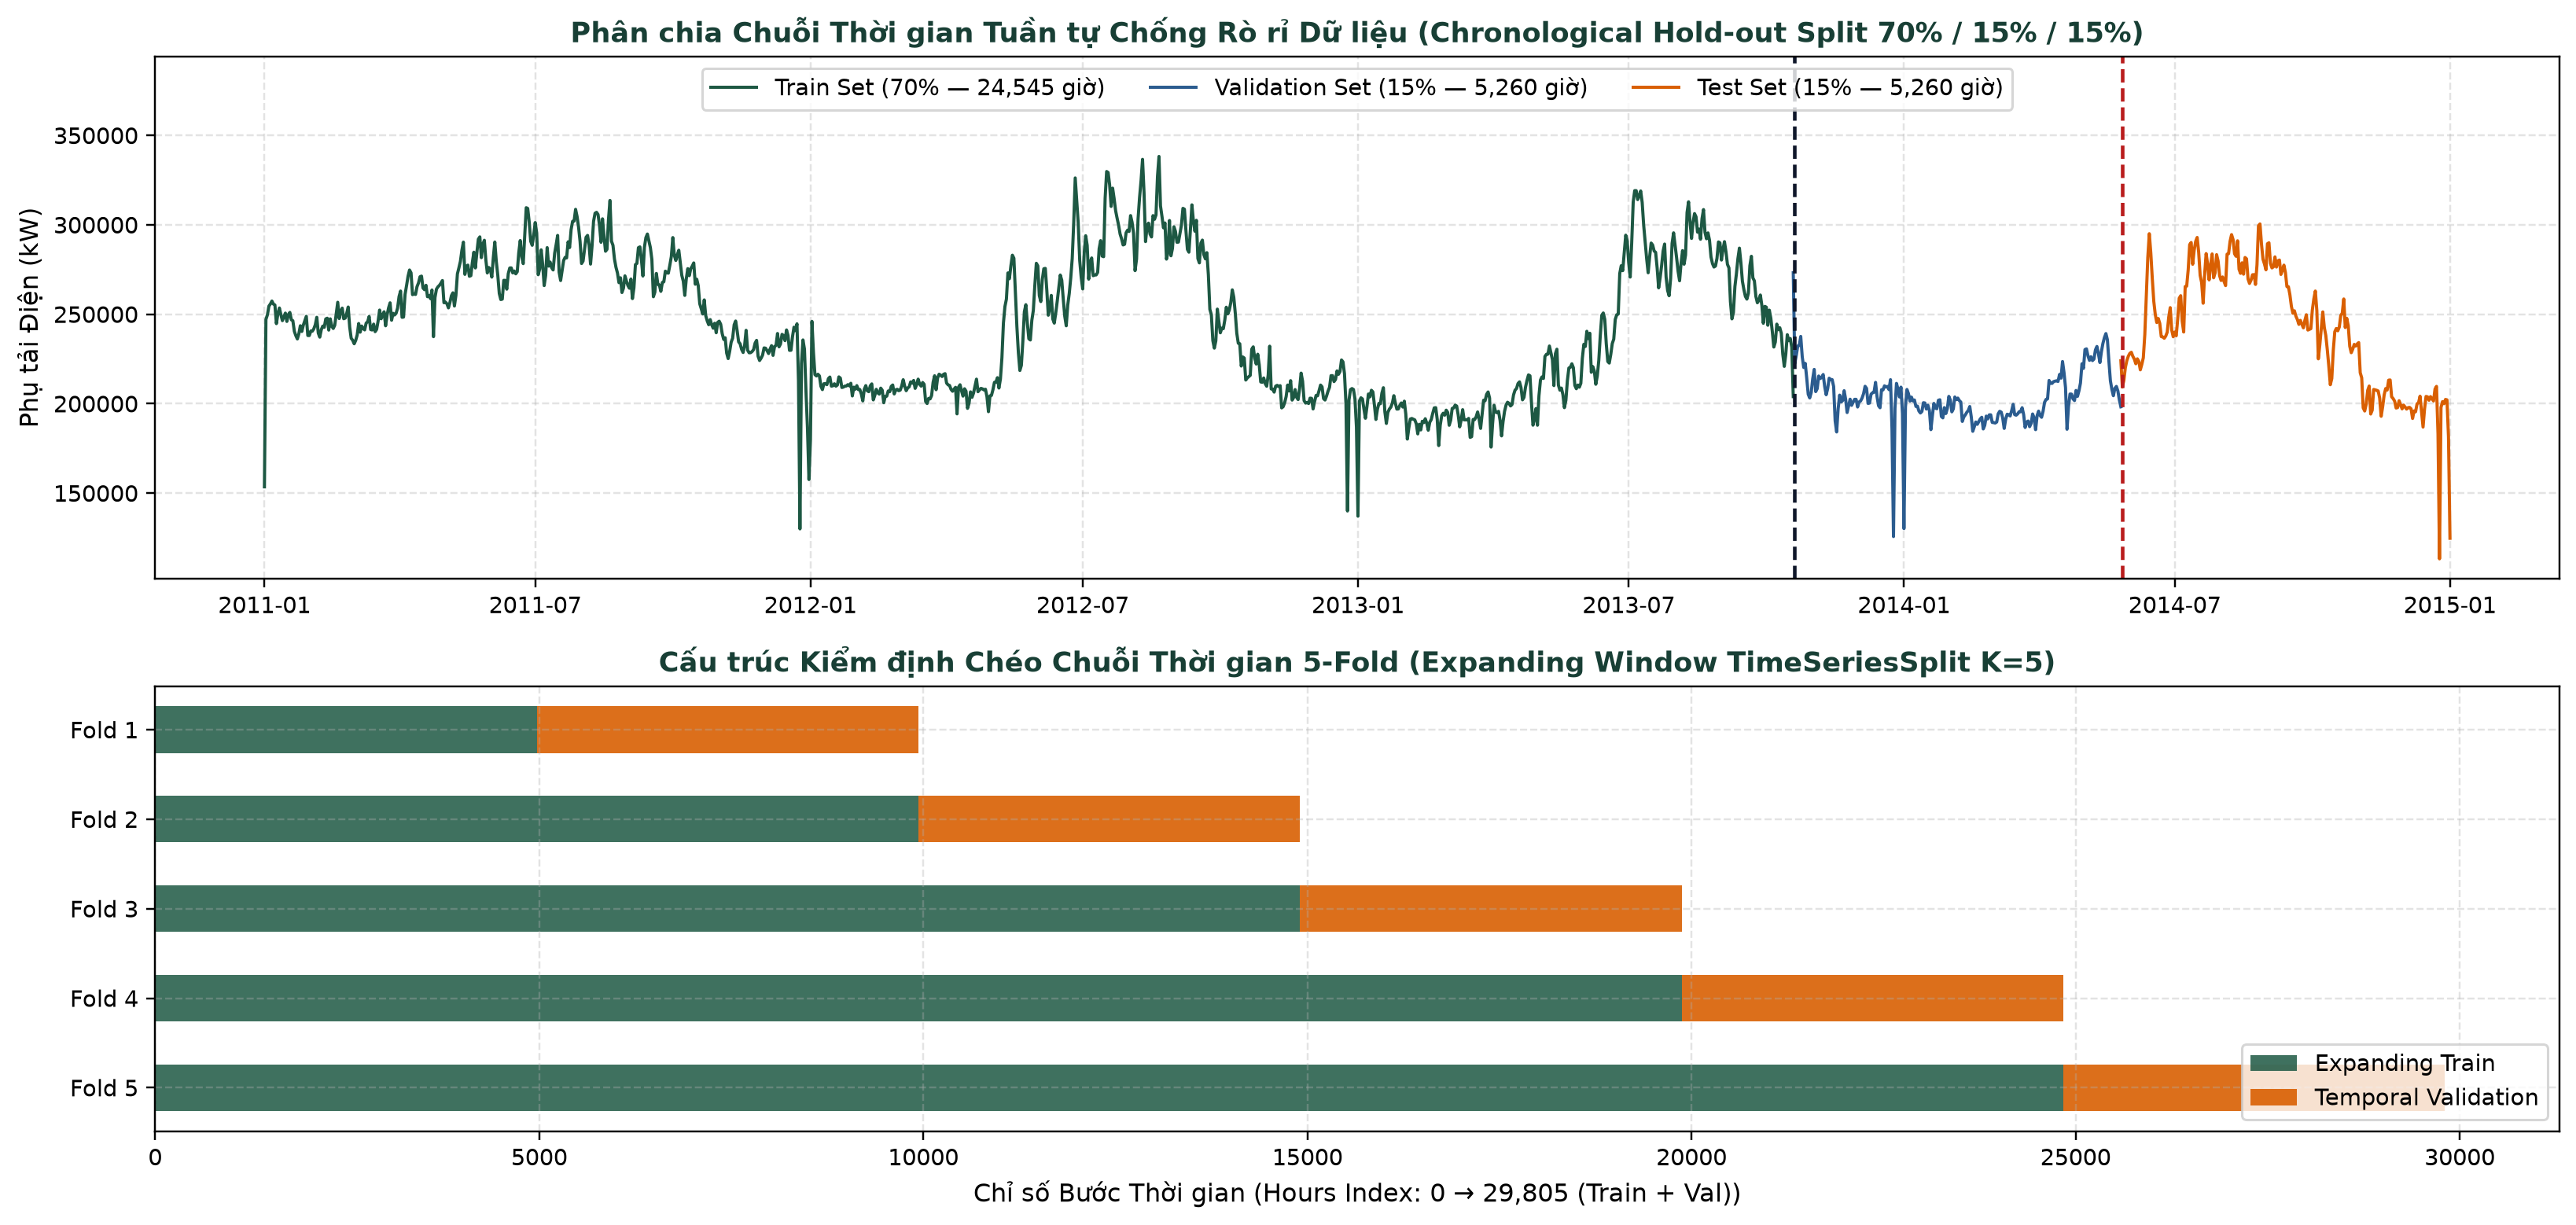 Phân chia Chuỗi Thời gian Tuần tự Chống Rò rỉ Dữ liệu (Chronological Hold-out Split 70% / 15% / 15%)
Train Set (70% — 24,545 giờ)
Validation Set (15% — 5,260 giờ)
Test Set (15% — 5,260 giờ)
Phụ tải Điện (kW)
350000
300000
250000
200000
150000
2011-01
2011-07
2012-01
2012-07
2013-01
2013-07
2014-01
2014-07
2015-01
Cấu trúc Kiểm định Chéo Chuỗi Thời gian 5-Fold (Expanding Window TimeSeriesSplit K=5)
Fold 1
Fold 2
Fold 3
Fold 4
Fold 5
Expanding Train
Temporal Validation
0
5000
10000
15000
20000
25000
30000
Chỉ số Bước Thời gian (Hours Index: 0 → 29,805 (Train + Val))